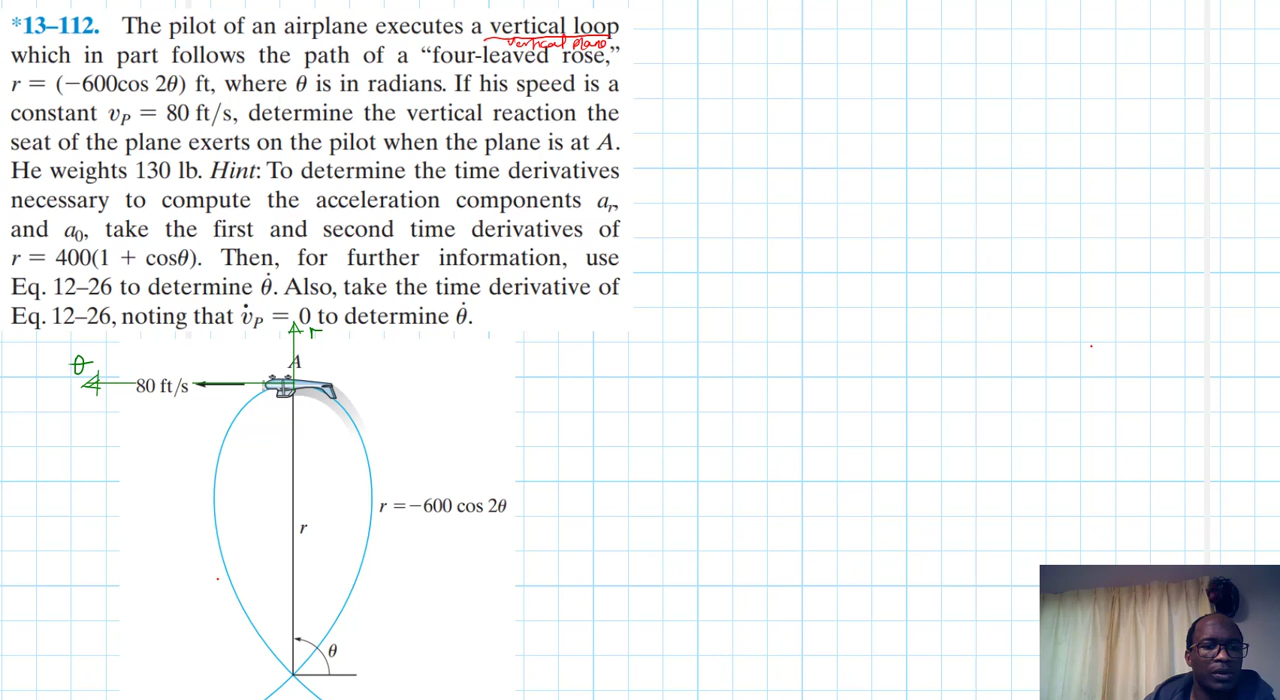 *13–112. The pilot of an airplane executes a vertical loop
vertical plane
which in part follows the path of a “four-leaved rose,”
r = (−600cos 2θ) ft, where θ is in radians. If his speed is a
constant vP = 80 ft/s, determine the vertical reaction the
seat of the plane exerts on the pilot when the plane is at A.
He weights 130 lb. Hint: To determine the time derivatives
necessary to compute the acceleration components ar,
and a0, take the first and second time derivatives of
r = 400(1 + cosθ). Then, for further information, use
Eq. 12–26 to determine θ̇. Also, take the time derivative of
Eq. 12–26, noting that v̇P = 0 to determine θ̇.
r
A
θ
80 ft/s
r = −600 cos 2θ
r
θ